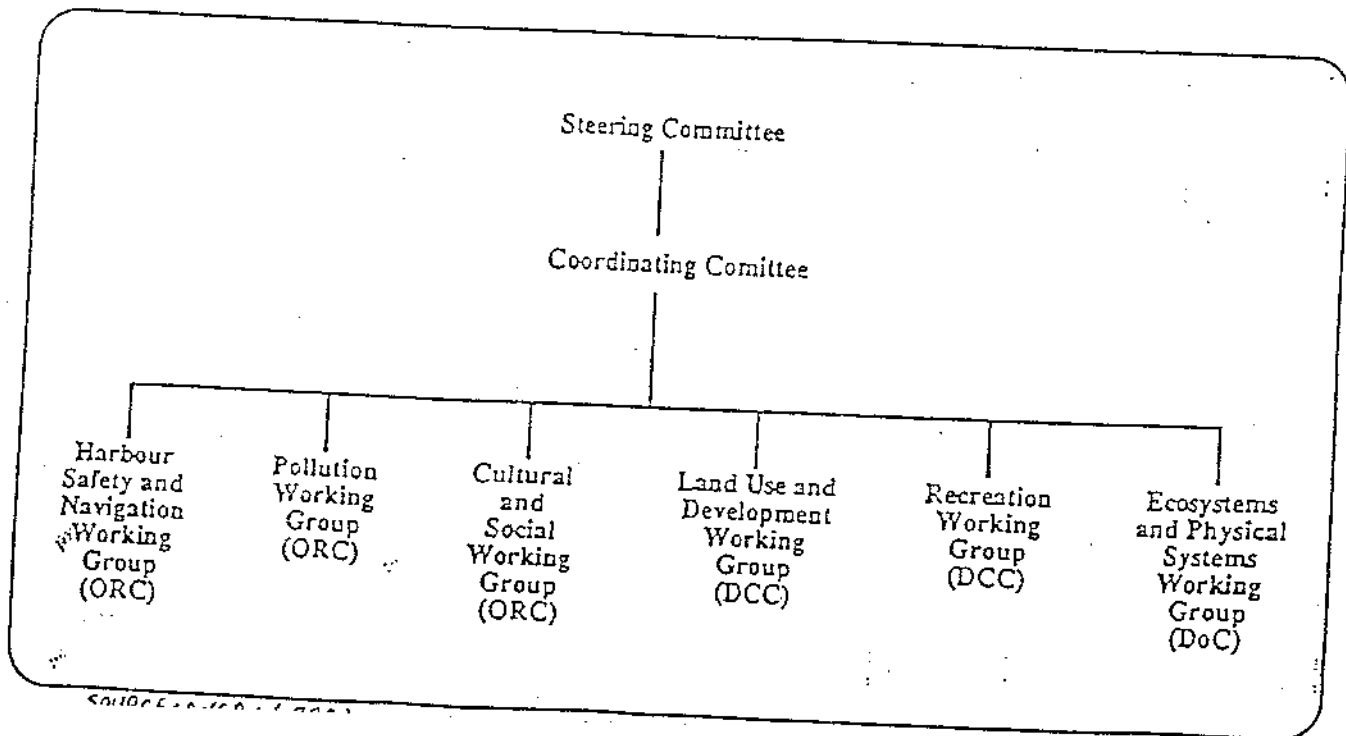 Steering Committee
Coordinating Comittee
Harbour
Safety and
Navigation
Working
Group
(ORC)
Pollution
Working
Group
(ORC)
Cultural
and
Social
Working
Group
(ORC)
Land Use and
Development
Working
Group
(DCC)
Recreation
Working
Group
(DCC)
Ecosystems
and Physical
Systems
Working
Group
(DoC)